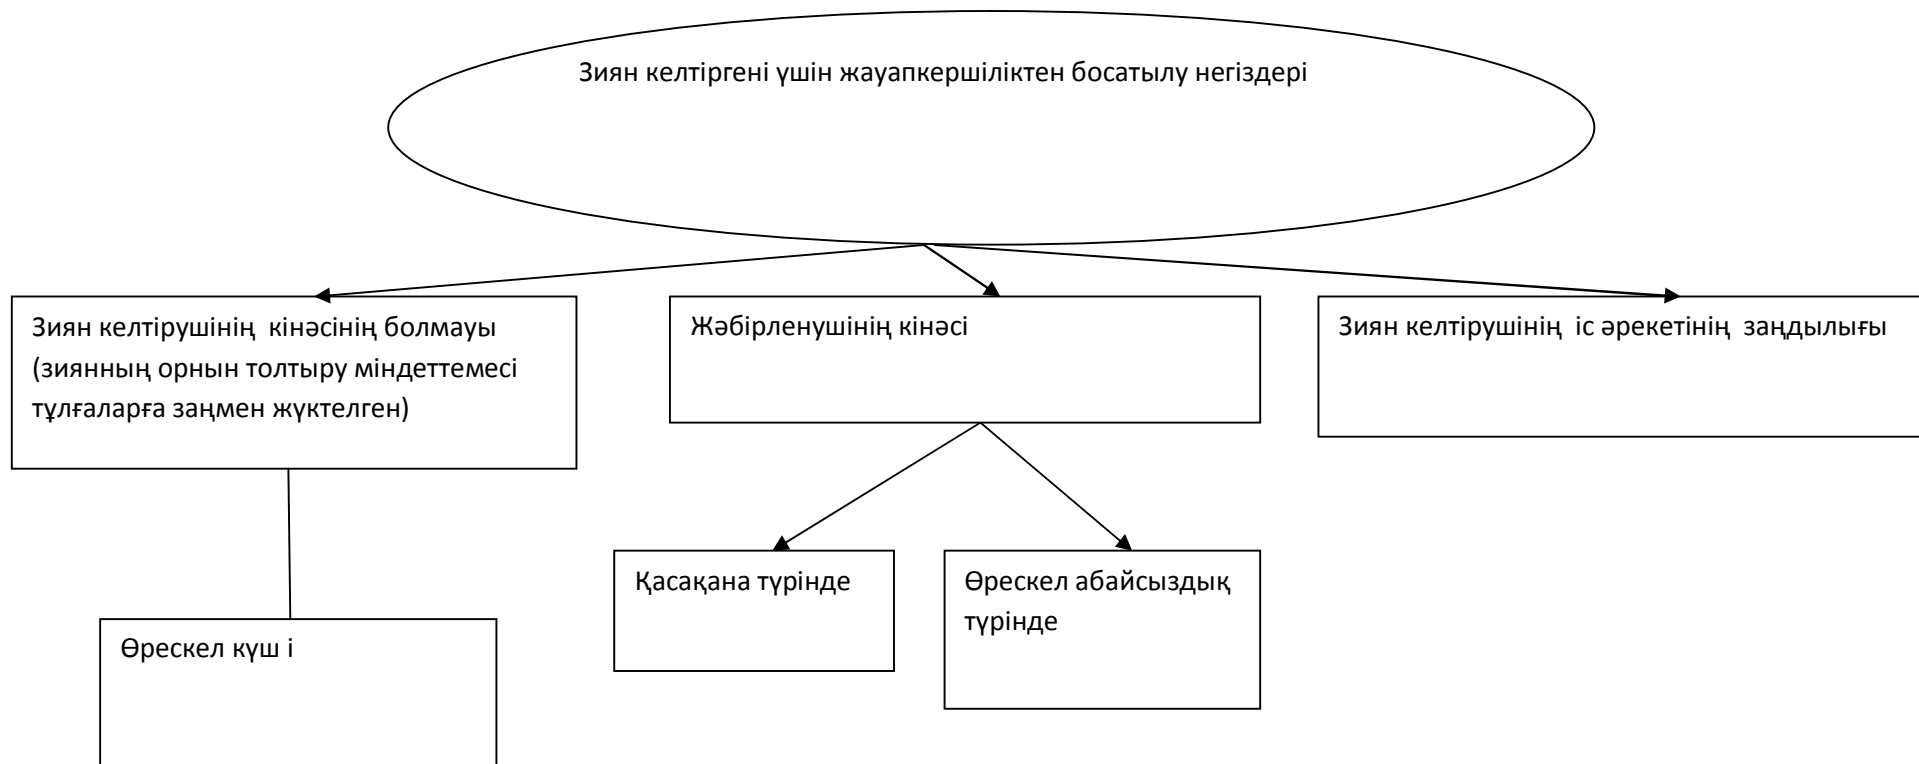 Зиян келтіргені үшін жауапкершіліктен босатылу негіздері
Зиян келтірушінің  кінәсінің болмауы
(зиянның орнын толтыру міндеттемесі
тұлғаларға заңмен жүктелген)
Жәбірленушінің кінәсі
Зиян келтірушінің  іс әрекетінің  заңдылығы
Қасақана түрінде
Өрескел абайсыздық
түрінде
Өрескел күш і